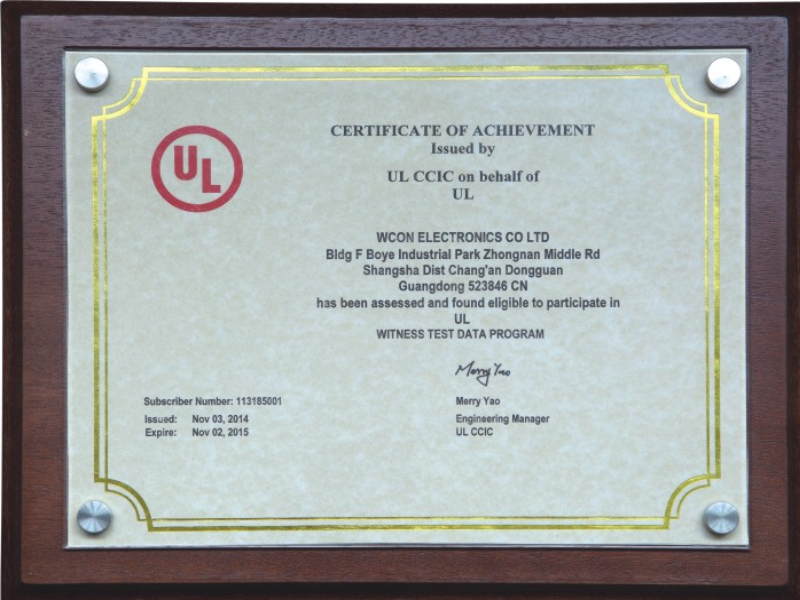 UL
CERTIFICATE OF ACHIEVEMENT
Issued by
UL CCIC on behalf of
UL
WCON ELECTRONICS CO LTD
Bldg F Boye Industrial Park Zhongnan Middle Rd
Shangsha Dist Chang'an Dongguan
Guangdong 523846 CN
has been assessed and found eligible to participate in
UL
WITNESS TEST DATA PROGRAM
Merry Yao
Subscriber Number: 113185001
Issued: Nov 03, 2014
Expire: Nov 02, 2015
Merry Yao
Engineering Manager
UL CCIC